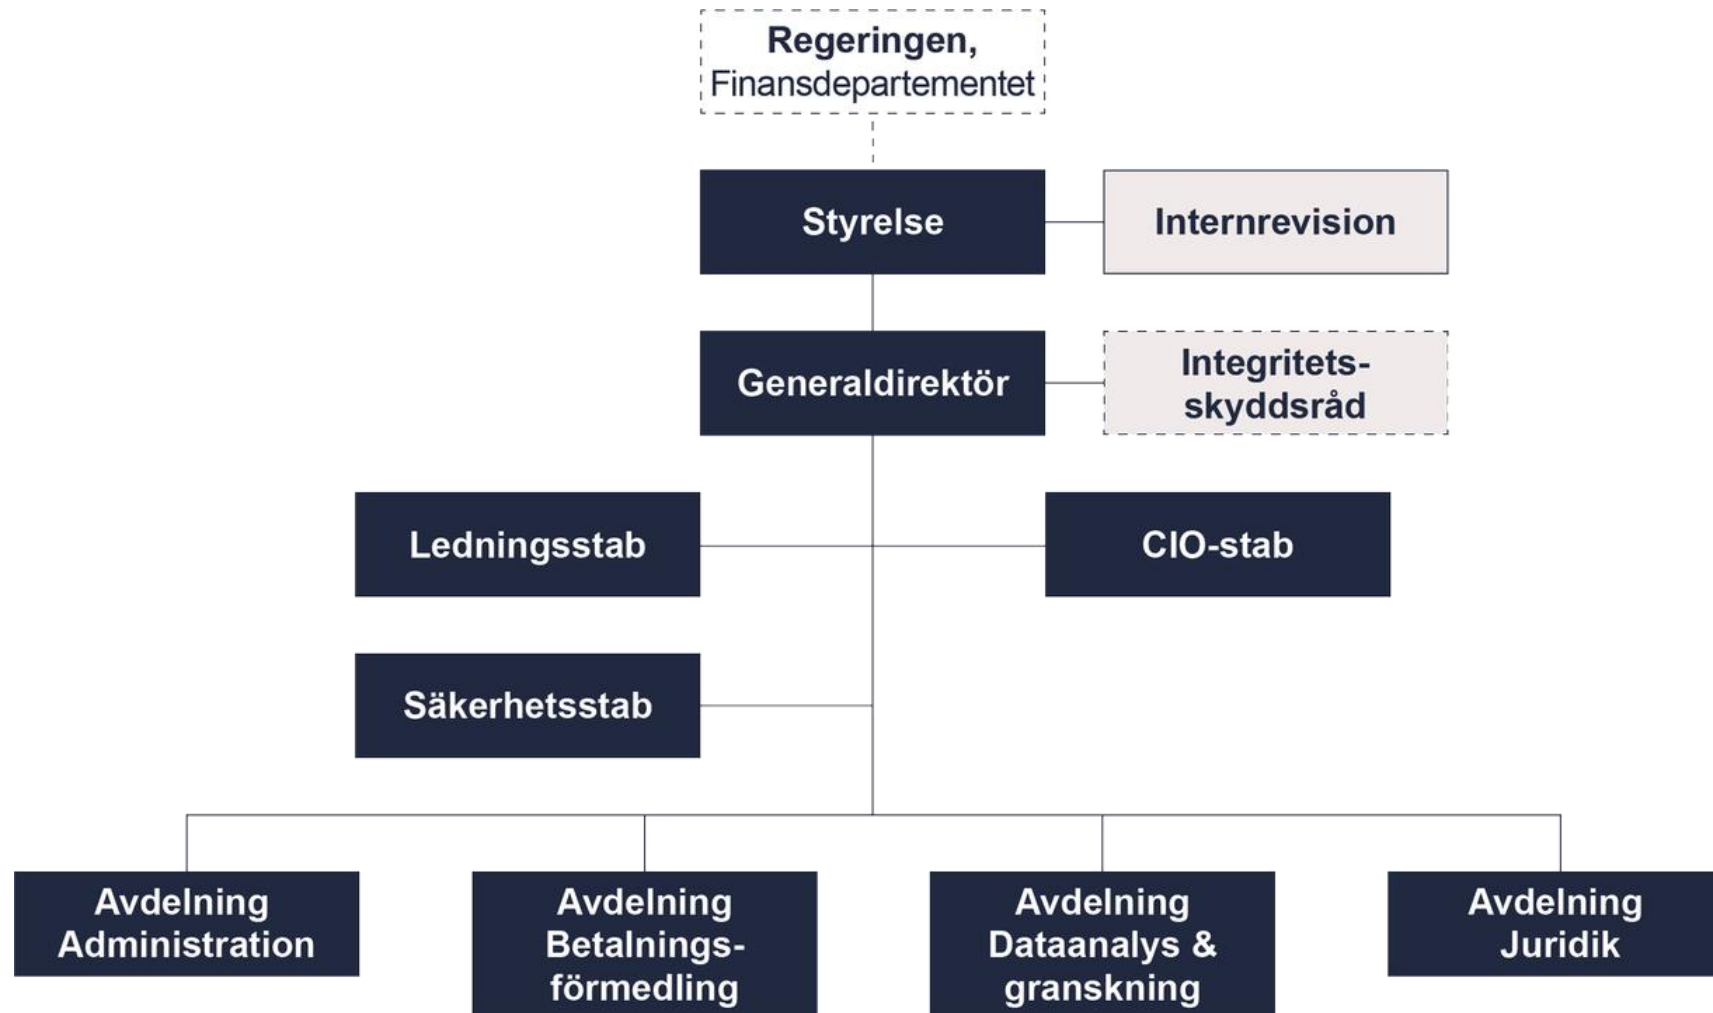 Regeringen,
Finansdepartementet
Styrelse
Internrevision
Generaldirektör
Integritets-
skyddsråd
Ledningsstab
CIO-stab
Säkerhetsstab
Avdelning
Administration
Avdelning
Betalnings-
förmedling
Avdelning
Dataanalys &
granskning
Avdelning
Juridik